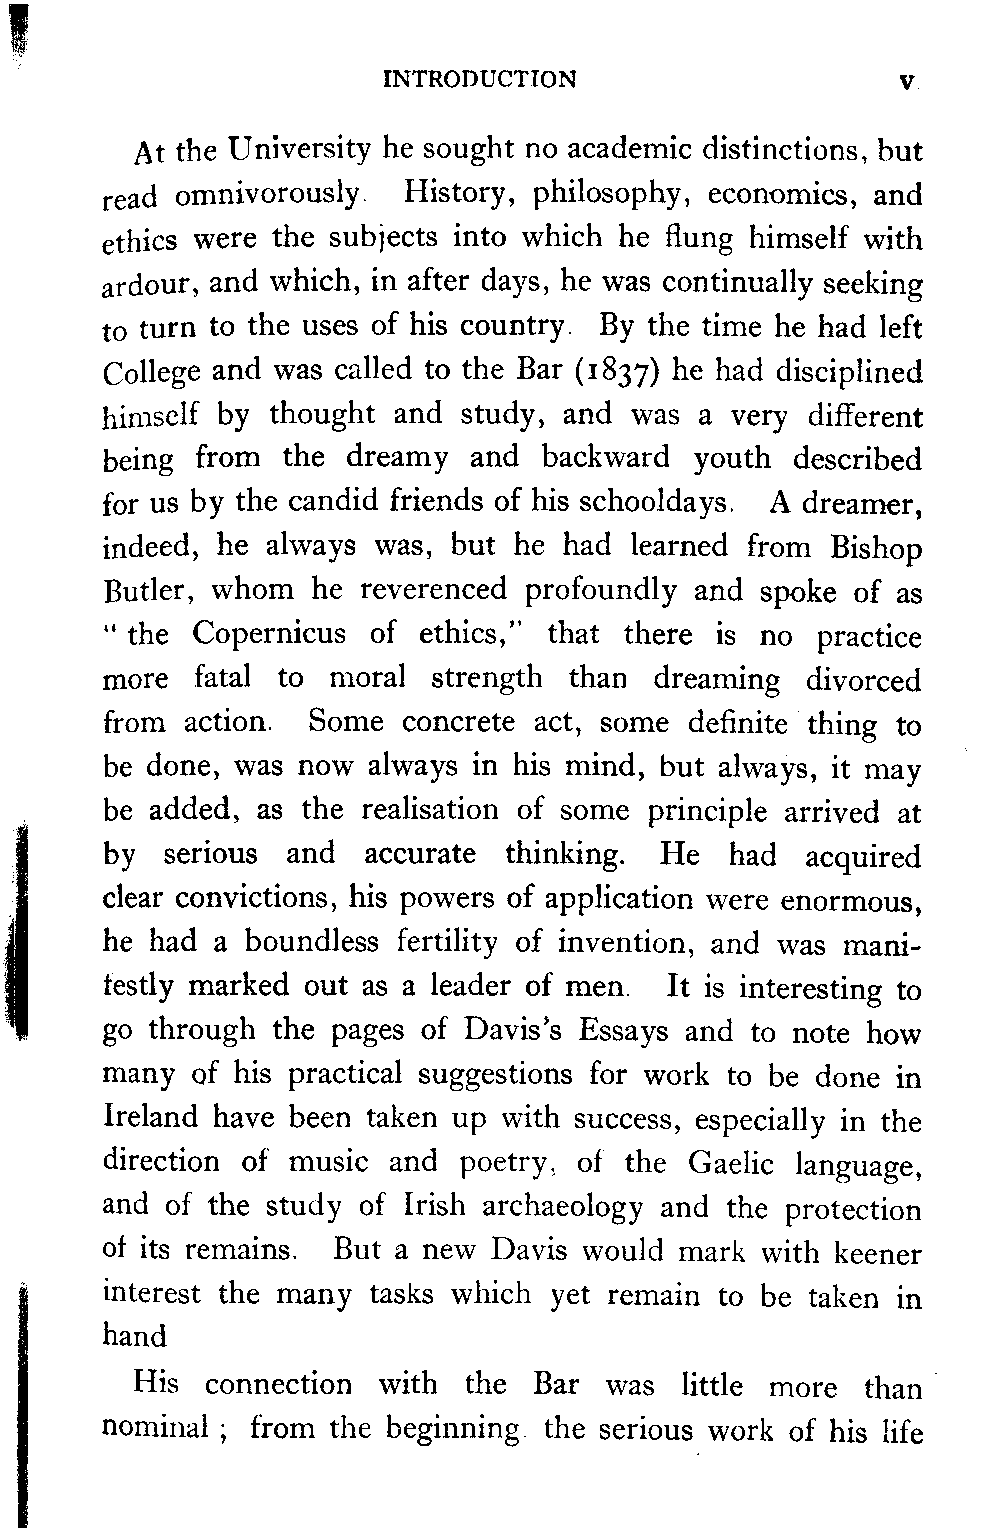 INTRODUCTION v
At the University he sought no academic distinctions, but
read omnivorously. History, philosophy, economics, and
ethics were the subjects into which he flung himself with
ardour, and which, in after days, he was continually seeking
to turn to the uses of his country. By the time he had left
College and was called to the Bar (1837) he had disciplined
himself by thought and study, and was a very different
being from the dreamy and backward youth described
for us by the candid friends of his schooldays. A dreamer,
indeed, he always was, but he had learned from Bishop
Butler, whom he reverenced profoundly and spoke of as
" the Copernicus of ethics," that there is no practice
more fatal to moral strength than dreaming divorced
from action. Some concrete act, some definite thing to
be done, was now always in his mind, but always, it may
be added, as the realisation of some principle arrived at
by serious and accurate thinking. He had acquired
clear convictions, his powers of application were enormous,
he had a boundless fertility of invention, and was mani-
festly marked out as a leader of men. It is interesting to
go through the pages of Davis's Essays and to note how
many of his practical suggestions for work to be done in
Ireland have been taken up with success, especially in the
direction of music and poetry, of the Gaelic language,
and of the study of Irish archaeology and the protection
of its remains. But a new Davis would mark with keener
interest the many tasks which yet remain to be taken in
hand
His connection with the Bar was little more than
nominal ; from the beginning the serious work of his life